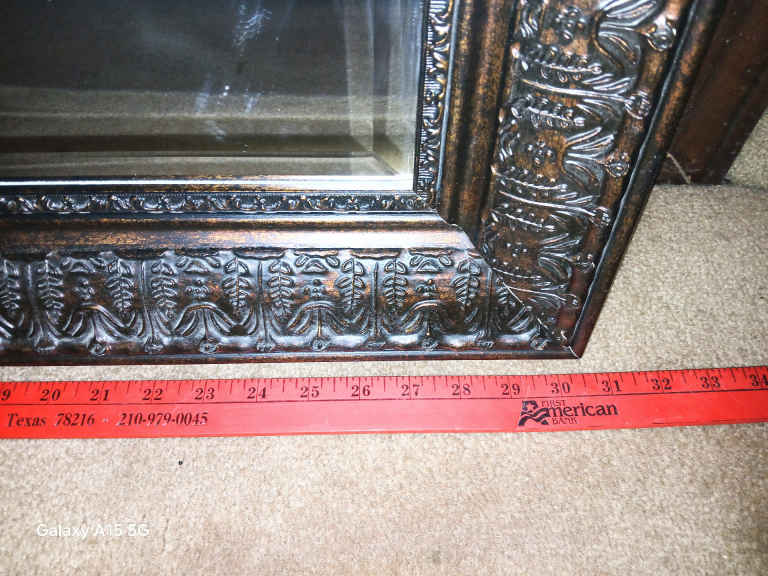 9 20 21 22 23 24 25 26 27 28 29 30 31 32 33 34
Texas 78216 - 210-979-0045
FIRST
American
BANK
Galaxy A15 5G